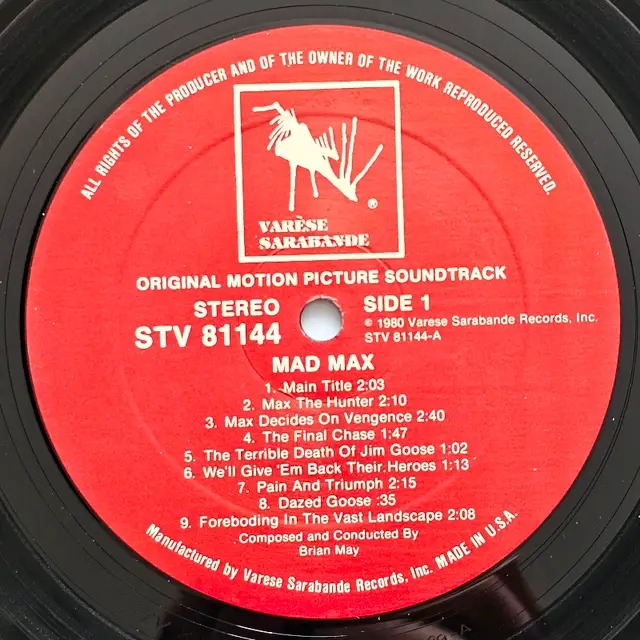 ALL RIGHTS OF THE PRODUCER AND OF THE OWNER OF THE WORK REPRODUCED RESERVED.
VARÈSE
SARABANDE
®
ORIGINAL MOTION PICTURE SOUNDTRACK
STEREO
STV 81144
SIDE 1
© 1980 Varese Sarabande Records, Inc.
STV 81144-A
MAD MAX
1. Main Title 2:03
2. Max The Hunter 2:10
3. Max Decides On Vengence 2:40
4. The Final Chase 1:47
5. The Terrible Death Of Jim Goose 1:02
6. We'll Give 'Em Back Their Heroes 1:13
7. Pain And Triumph 2:15
8. Dazed Goose :35
9. Foreboding In The Vast Landscape 2:08
Composed and Conducted By
Brian May
Manufactured by Varese Sarabande Records, Inc. MADE IN U.S.A.